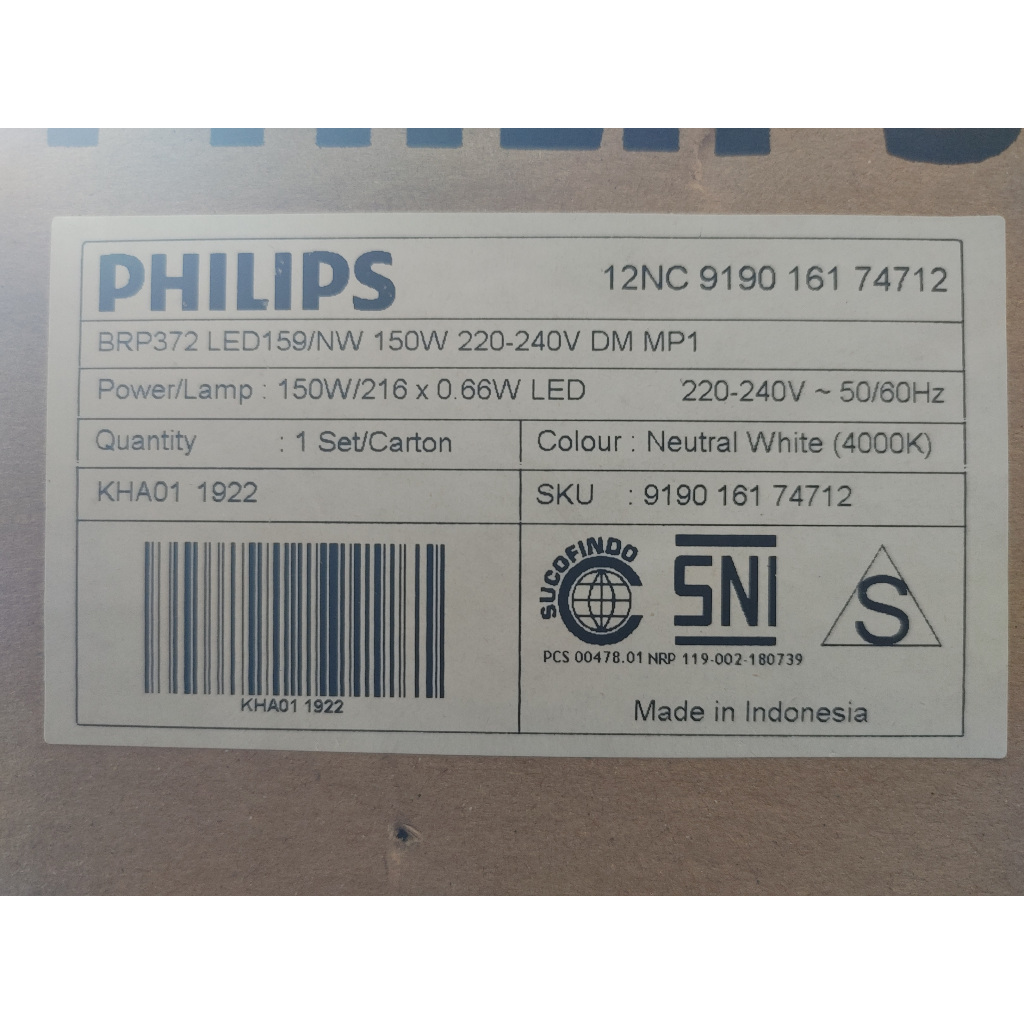 PHILIPS
PHILIPS 12NC 9190 161 74712
BRP372 LED159/NW 150W 220-240V DM MP1
Power/Lamp : 150W/216 x 0.66W LED 220-240V ~ 50/60Hz
Quantity : 1 Set/Carton Colour : Neutral White (4000K)
KHA01 1922 SKU : 9190 161 74712
SUCOFINDO SNI S
PCS 00478.01 NRP 119-002-180739
KHA01 1922
Made in Indonesia